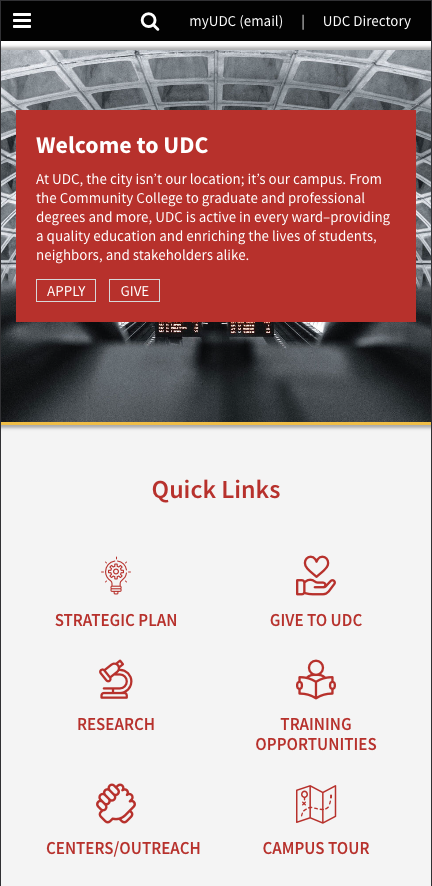 myUDC (email) | UDC Directory
Welcome to UDC
At UDC, the city isn’t our location; it’s our campus. From
the Community College to graduate and professional
degrees and more, UDC is active in every ward–providing
a quality education and enriching the lives of students,
neighbors, and stakeholders alike.
APPLY GIVE
Quick Links
STRATEGIC PLAN GIVE TO UDC
RESEARCH
TRAINING
OPPORTUNITIES
CENTERS/OUTREACH CAMPUS TOUR